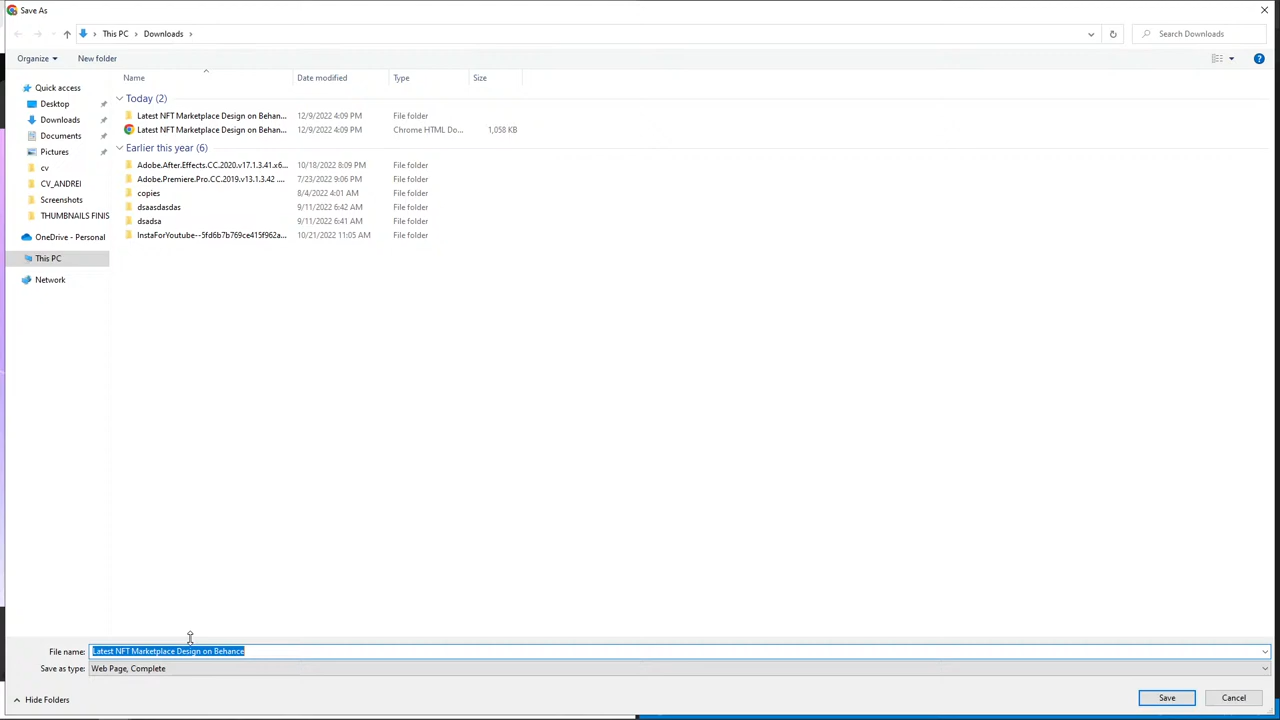 Save As
This PC
Downloads
Search Downloads
Organize
New folder
Name
Date modified
Type
Size
Quick access
Desktop
Downloads
Documents
Pictures
cv
CV_ANDREI
Screenshots
THUMBNAILS FINIS
OneDrive - Personal
This PC
Network
Today (2)
Latest NFT Marketplace Design on Behan... 12/9/2022 4:09 PM File folder
Latest NFT Marketplace Design on Behan... 12/9/2022 4:09 PM Chrome HTML Do... 1,058 KB
Earlier this year (6)
Adobe.After.Effects.CC.2020.v17.1.3.41.x6... 10/18/2022 8:09 PM File folder
Adobe.Premiere.Pro.CC.2019.v13.1.3.42 .... 7/23/2022 9:06 PM File folder
copies 8/4/2022 4:01 AM File folder
dsaasdasdas 9/11/2022 6:42 AM File folder
dsadsa 9/11/2022 6:41 AM File folder
InstaForYoutube--5fd6b7b769ce415f962a... 10/21/2022 11:05 AM File folder
File name: Latest NFT Marketplace Design on Behance
Save as type: Web Page, Complete
Hide Folders
Save
Cancel